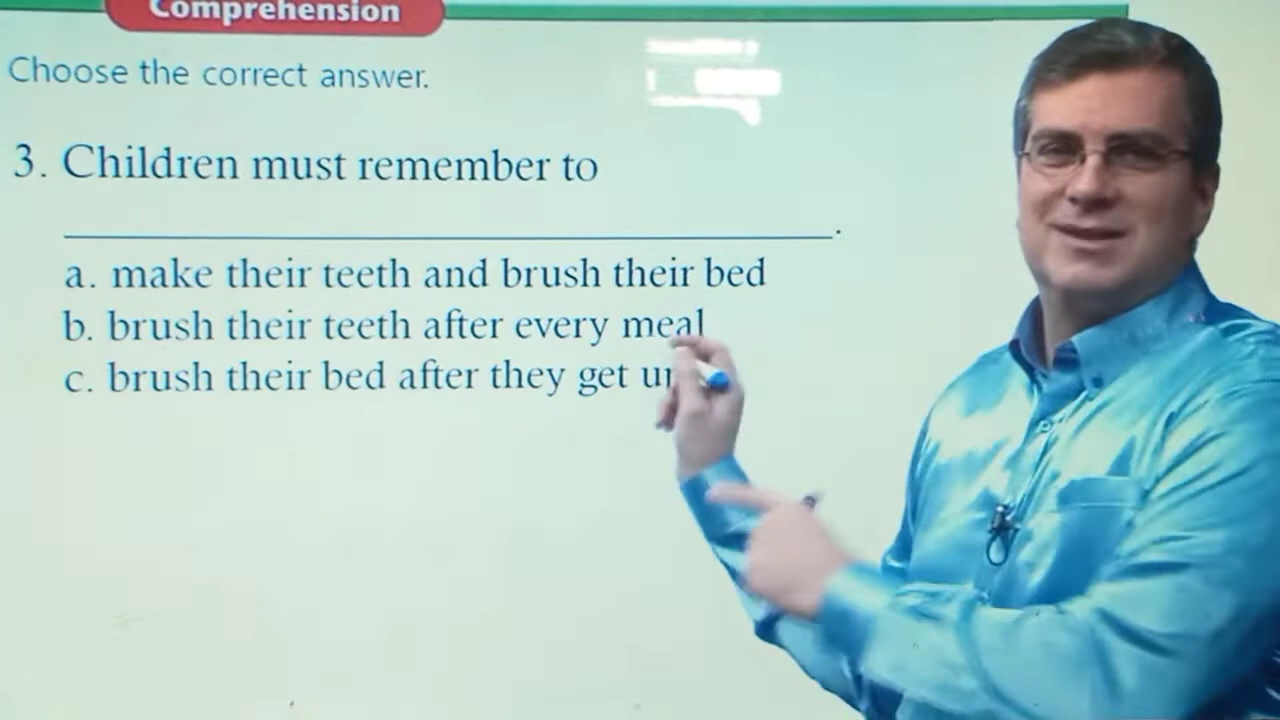 Comprehension
Choose the correct answer.
3. Children must remember to
.
a. make their teeth and brush their bed
b. brush their teeth after every meal
c. brush their bed after they get